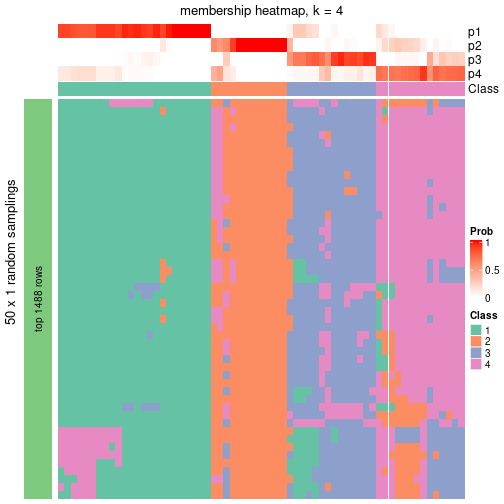 membership heatmap, k = 4
p1
p2
p3
p4
Class
50 x 1 random samplings
top 1488 rows
Prob
1
0.5
0
Class
1
2
3
4